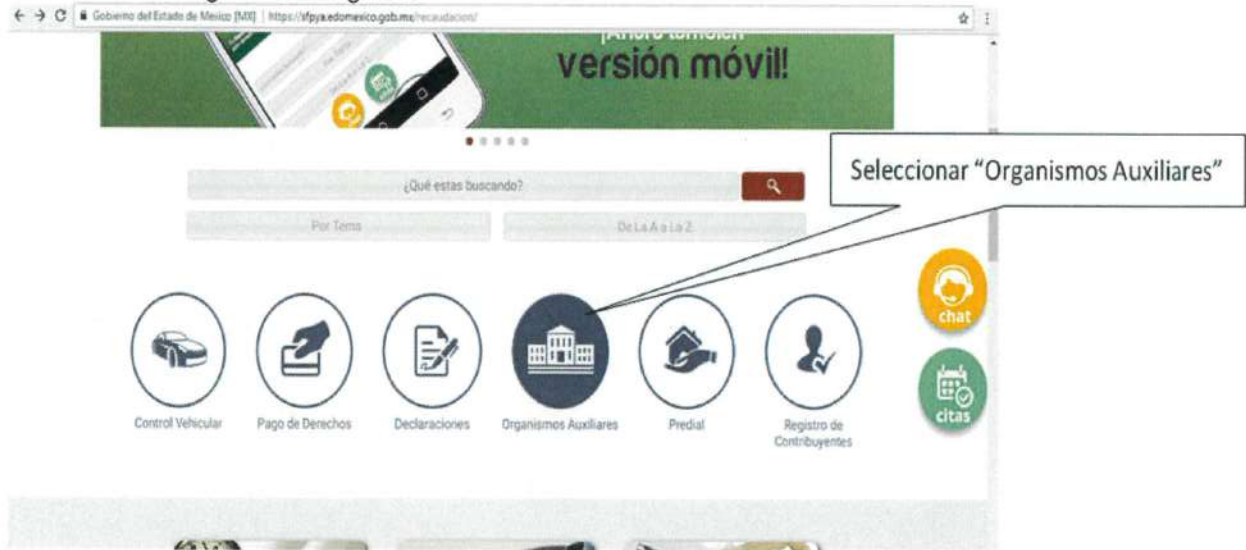 Gobierno del Estado de Mexico [MX] | https://sfpya.edomexico.gob.mx/recaudacion/
¡Ahora también
versión móvil!
Seleccionar “Organismos Auxiliares”
¿Qué estas buscando?
Por Tema
De La A a La Z
chat
citas
Control Vehicular
Pago de Derechos
Declaraciones
Organismos Auxiliares
Predial
Registro de
Contribuyentes